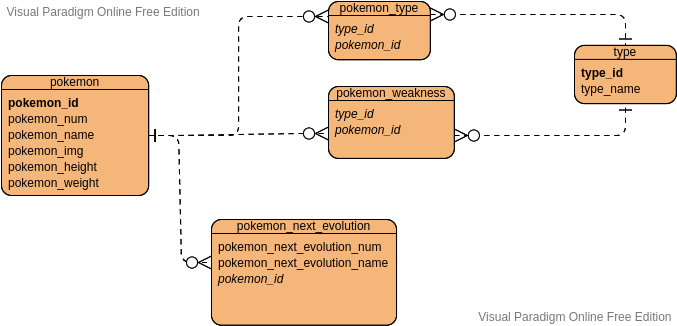 Visual Paradigm Online Free Edition
pokemon_type
type_id
pokemon_id
type
type_id
type_name
pokemon
pokemon_id
pokemon_num
pokemon_name
pokemon_img
pokemon_height
pokemon_weight
pokemon_weakness
type_id
pokemon_id
pokemon_next_evolution
pokemon_next_evolution_num
pokemon_next_evolution_name
pokemon_id
Visual Paradigm Online Free Edition